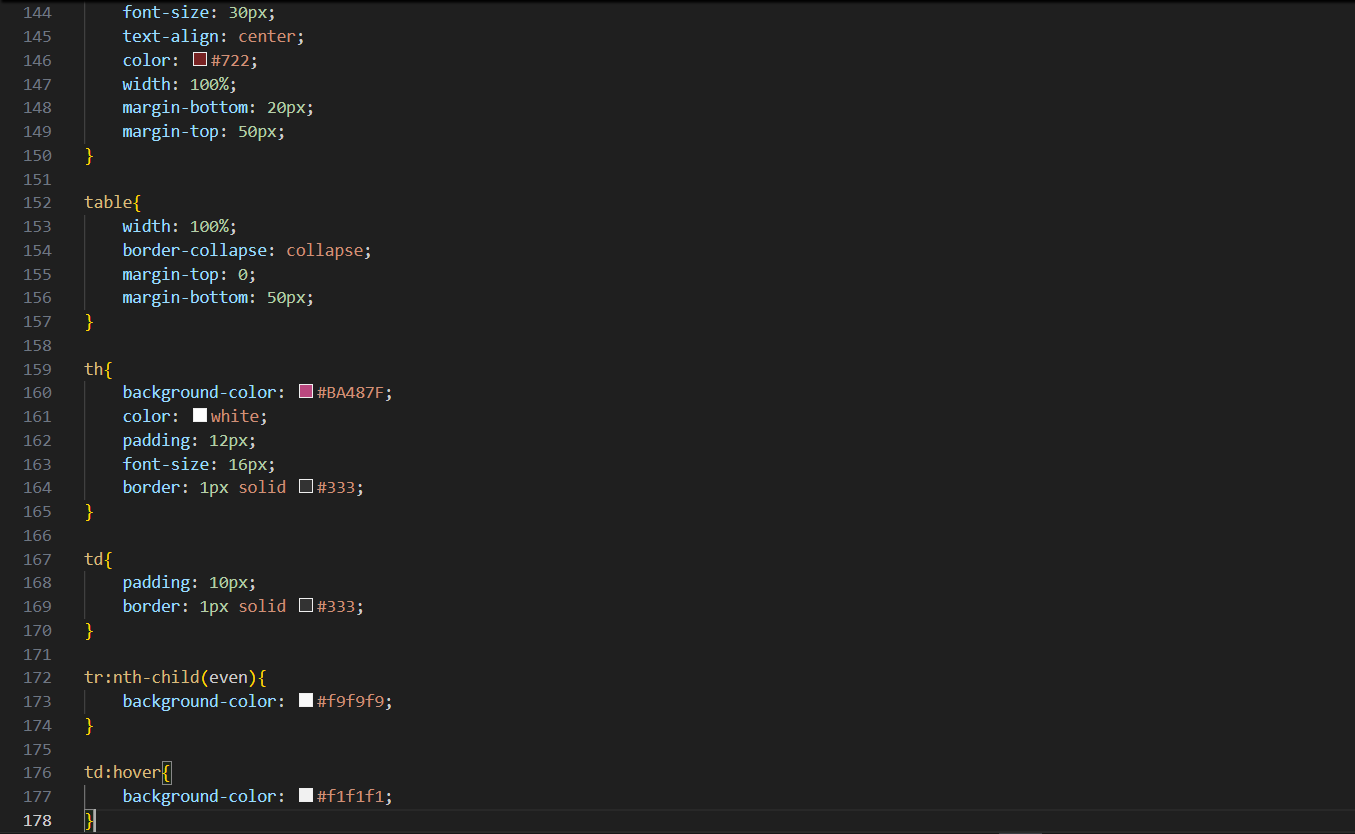 144 font-size: 30px;
145 text-align: center;
146 color: #722;
147 width: 100%;
148 margin-bottom: 20px;
149 margin-top: 50px;
150 }
151
152 table{
153 width: 100%;
154 border-collapse: collapse;
155 margin-top: 0;
156 margin-bottom: 50px;
157 }
158
159 th{
160 background-color: #BA487F;
161 color: white;
162 padding: 12px;
163 font-size: 16px;
164 border: 1px solid #333;
165 }
166
167 td{
168 padding: 10px;
169 border: 1px solid #333;
170 }
171
172 tr:nth-child(even){
173 background-color: #f9f9f9;
174 }
175
176 td:hover{
177 background-color: #f1f1f1;
178 }